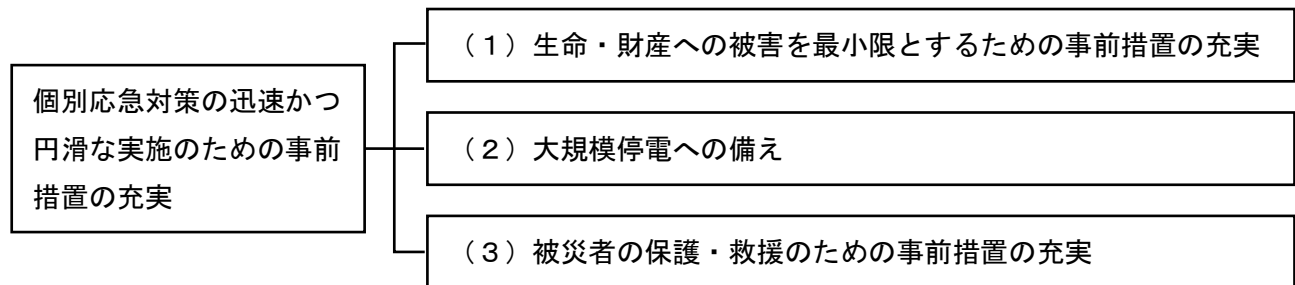 個別応急対策の迅速かつ
円滑な実施のための事前
措置の充実
（１）生命・財産への被害を最小限とするための事前措置の充実
（２）大規模停電への備え
（３）被災者の保護・救援のための事前措置の充実